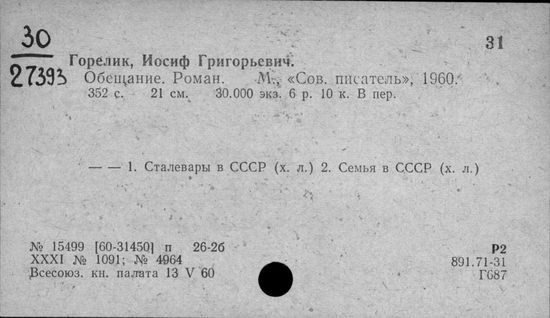 30
27393
31
Горелик, Иосиф Григорьевич.
Обещание. Роман. М., «Сов. писатель», 1960.
352 с. 21 см. 30.000 экз. 6 р. 10 к. В пер.
— — 1. Сталевары в СССР (х. л.) 2. Семья в СССР (х. л.)
№ 15499 [60-31450] п 26-2б
XXXI № 1091; № 4964
Всесоюз. кн. палата 13 V 60
Р2
891.71-31
Г687